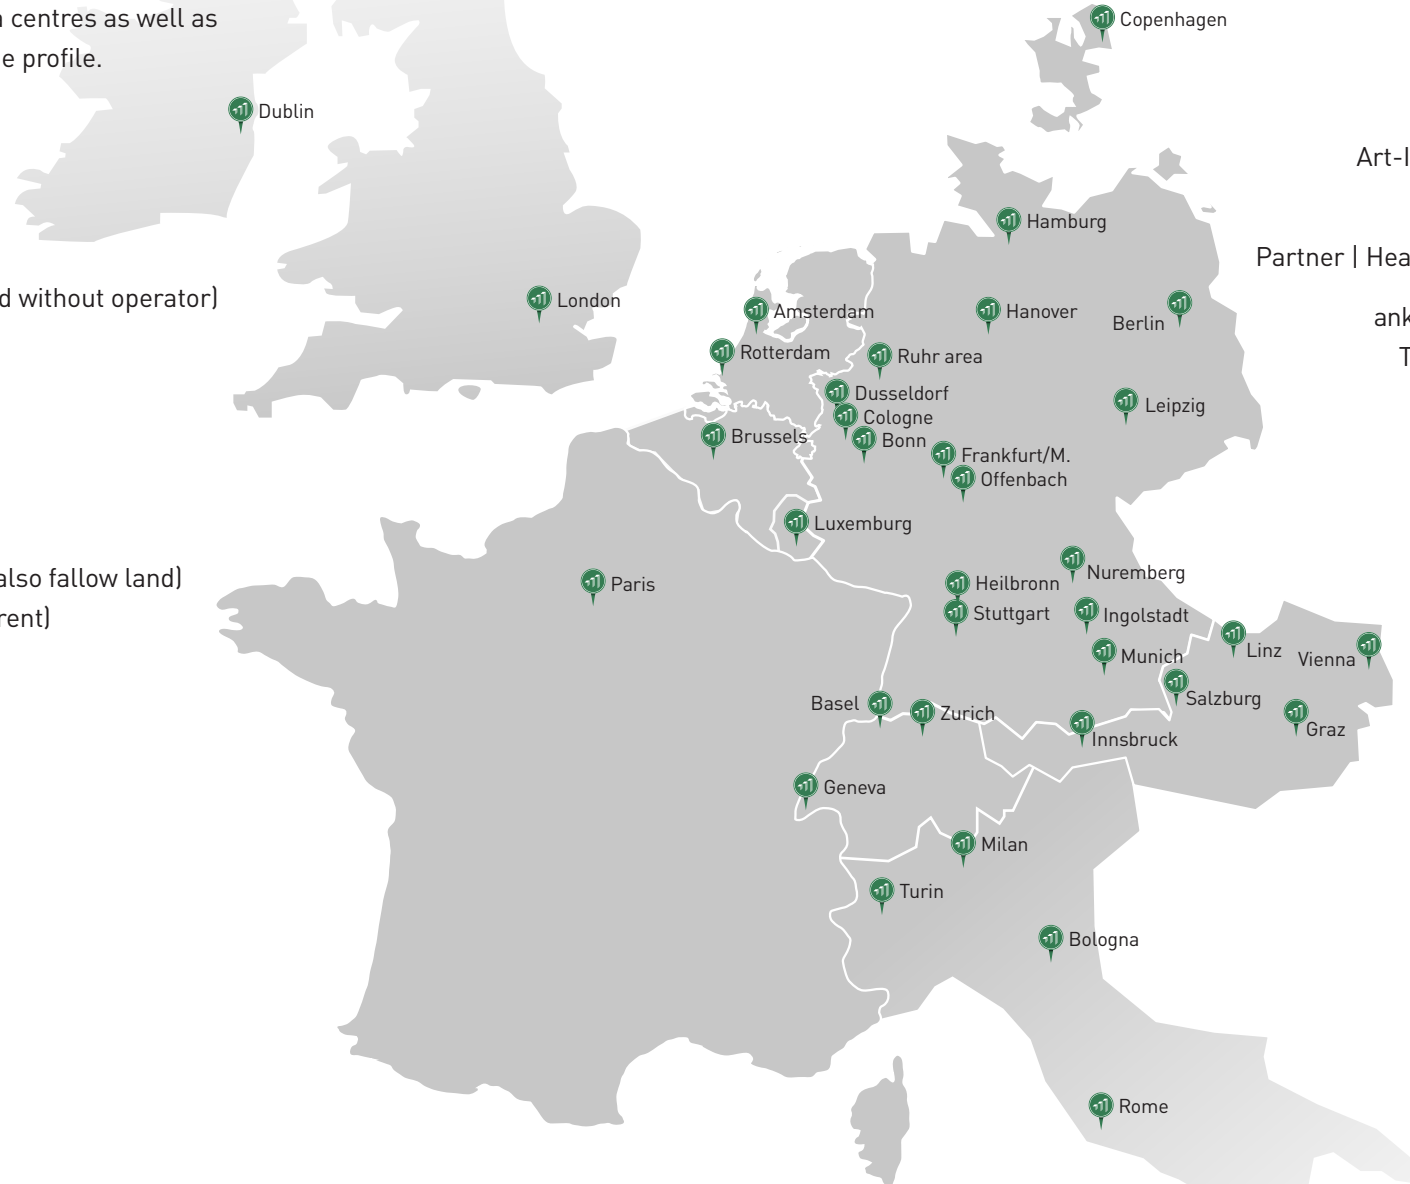 centres as well as
e profile.
d without operator)
also fallow land)
rent)
Copenhagen
Dublin
Art-I
Hamburg
Partner | Hea
London
Amsterdam
Hanover
Berlin
ank
T
Rotterdam
Ruhr area
Dusseldorf
Cologne
Leipzig
Brussels
Bonn
Frankfurt/M.
Offenbach
Luxemburg
Paris
Heilbronn
Nuremberg
Stuttgart
Ingolstadt
Munich
Linz
Vienna
Salzburg
Basel
Zurich
Innsbruck
Graz
Geneva
Milan
Turin
Bologna
Rome